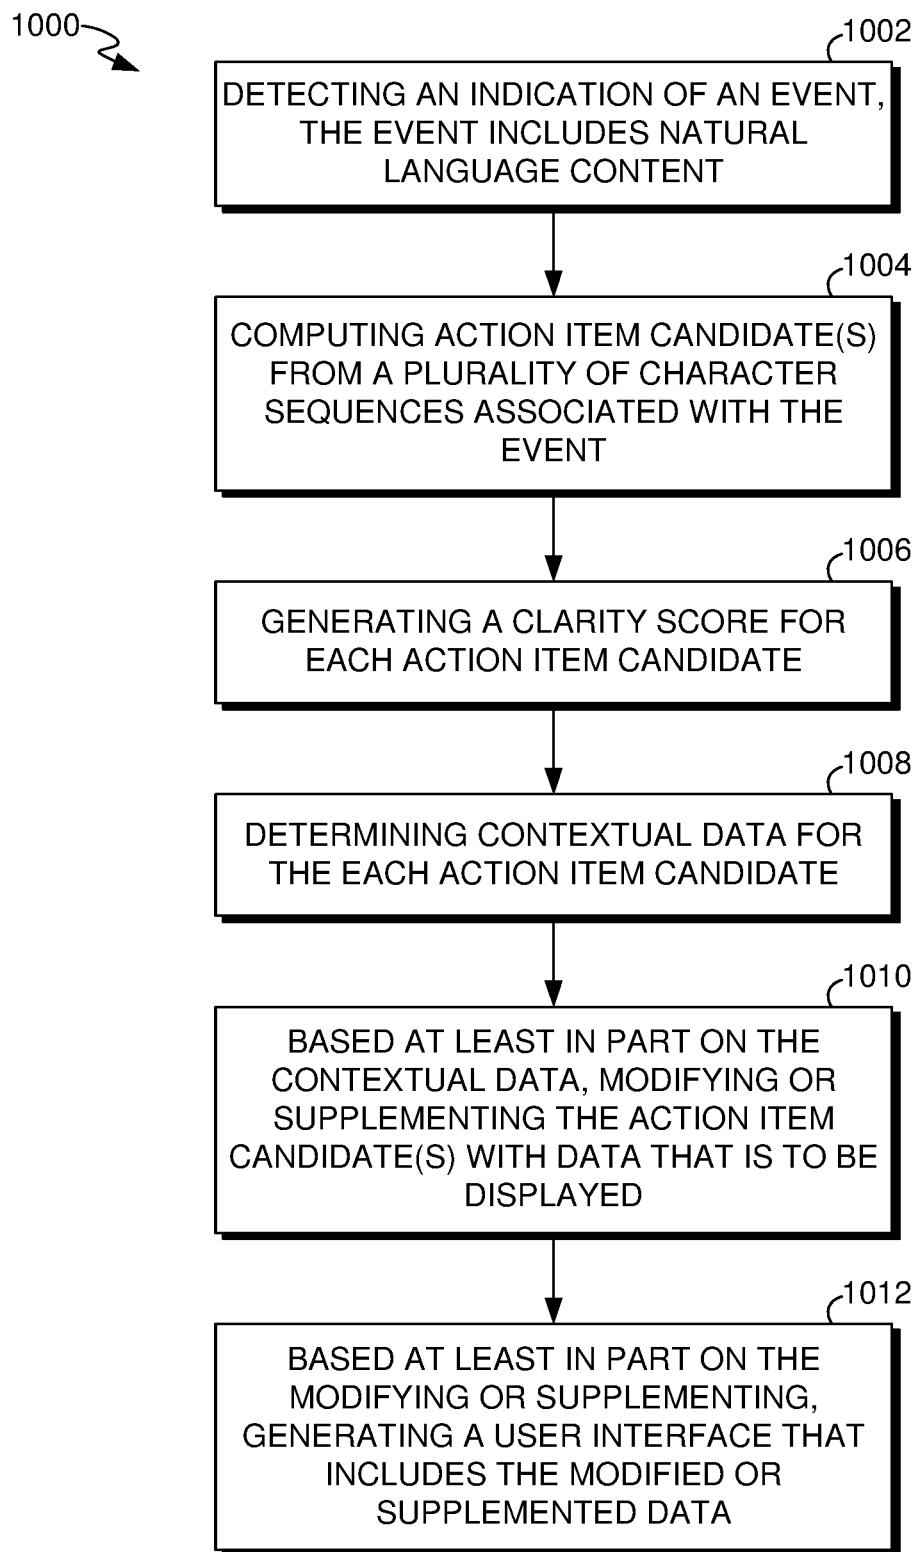 1000
1002
DETECTING AN INDICATION OF AN EVENT,
THE EVENT INCLUDES NATURAL
LANGUAGE CONTENT
1004
COMPUTING ACTION ITEM CANDIDATE(S)
FROM A PLURALITY OF CHARACTER
SEQUENCES ASSOCIATED WITH THE
EVENT
1006
GENERATING A CLARITY SCORE FOR
EACH ACTION ITEM CANDIDATE
1008
DETERMINING CONTEXTUAL DATA FOR
THE EACH ACTION ITEM CANDIDATE
1010
BASED AT LEAST IN PART ON THE
CONTEXTUAL DATA, MODIFYING OR
SUPPLEMENTING THE ACTION ITEM
CANDIDATE(S) WITH DATA THAT IS TO BE
DISPLAYED
1012
BASED AT LEAST IN PART ON THE
MODIFYING OR SUPPLEMENTING,
GENERATING A USER INTERFACE THAT
INCLUDES THE MODIFIED OR
SUPPLEMENTED DATA